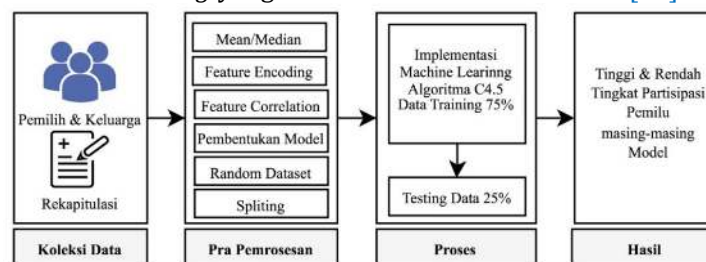 Pemilih & Keluarga
Rekapitulasi
Koleksi Data
Mean/Median
Feature Encoding
Feature Correlation
Pembentukan Model
Random Dataset
Spliting
Pra Pemrosesan
Implementasi
Machine Learinng
Algoritma C4.5
Data Training 75%
Testing Data 25%
Proses
Tinggi & Rendah
Tingkat Partisipasi
Pemilu
masing-masing
Model
Hasil